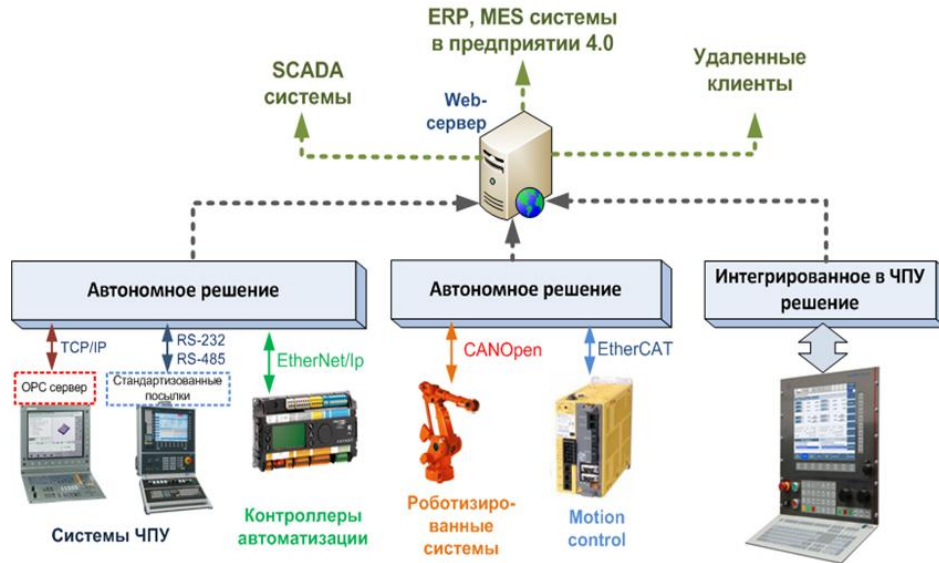 ERP, MES системы
в предприятии 4.0
SCADA
системы
Удаленные
клиенты
Web-
сервер
Автономное решение
Автономное решение
Интегрированное в ЧПУ
решение
TCP/IP
RS-232
RS-485
EtherNet/Ip
CANOpen
EtherCAT
OPC сервер
Стандартизованные
посылки
Системы ЧПУ
Контроллеры
автоматизации
Роботизиро-
ванные
системы
Motion
control